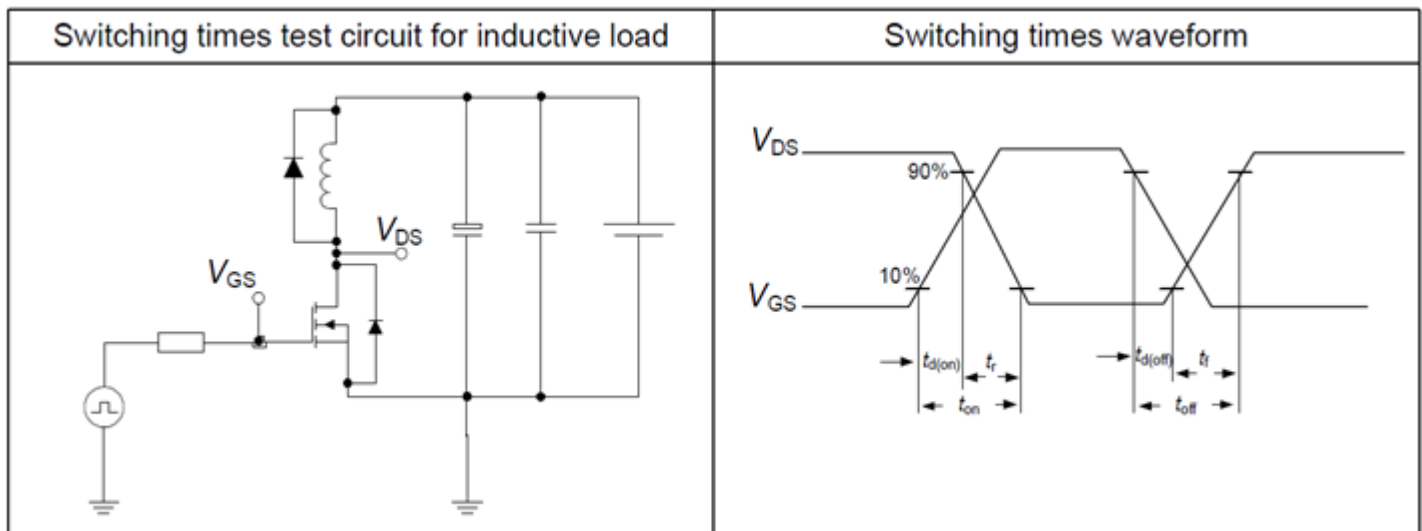 Switching times test circuit for inductive load
Switching times waveform
VDS
VGS
VDS
90%
10%
VGS
td(on)
tr
td(off)
tf
ton
toff